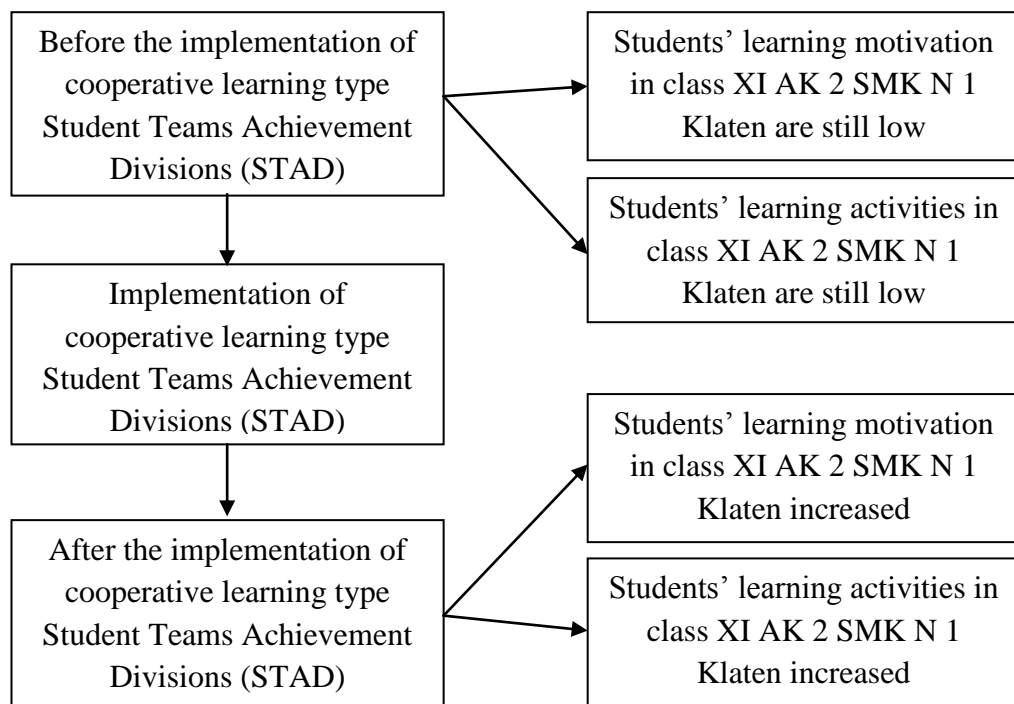 Before the implementation of
cooperative learning type
Student Teams Achievement
Divisions (STAD)
Students’ learning motivation
in class XI AK 2 SMK N 1
Klaten are still low
Students’ learning activities in
class XI AK 2 SMK N 1
Klaten are still low
Implementation of
cooperative learning type
Student Teams Achievement
Divisions (STAD)
After the implementation of
cooperative learning type
Student Teams Achievement
Divisions (STAD)
Students’ learning motivation
in class XI AK 2 SMK N 1
Klaten increased
Students’ learning activities in
class XI AK 2 SMK N 1
Klaten increased